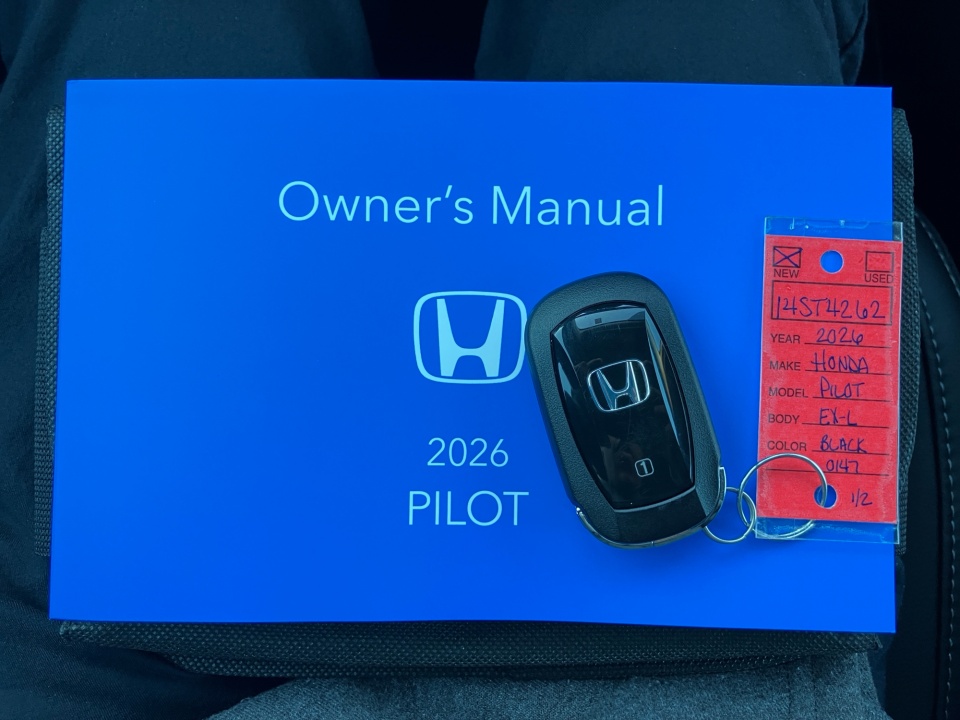 Owner's Manual
2026
PILOT
1
NEW
USED
14ST4262
YEAR 2026
MAKE HONDA
MODEL PILOT
BODY EX-L
COLOR BLACK
0147
1/2